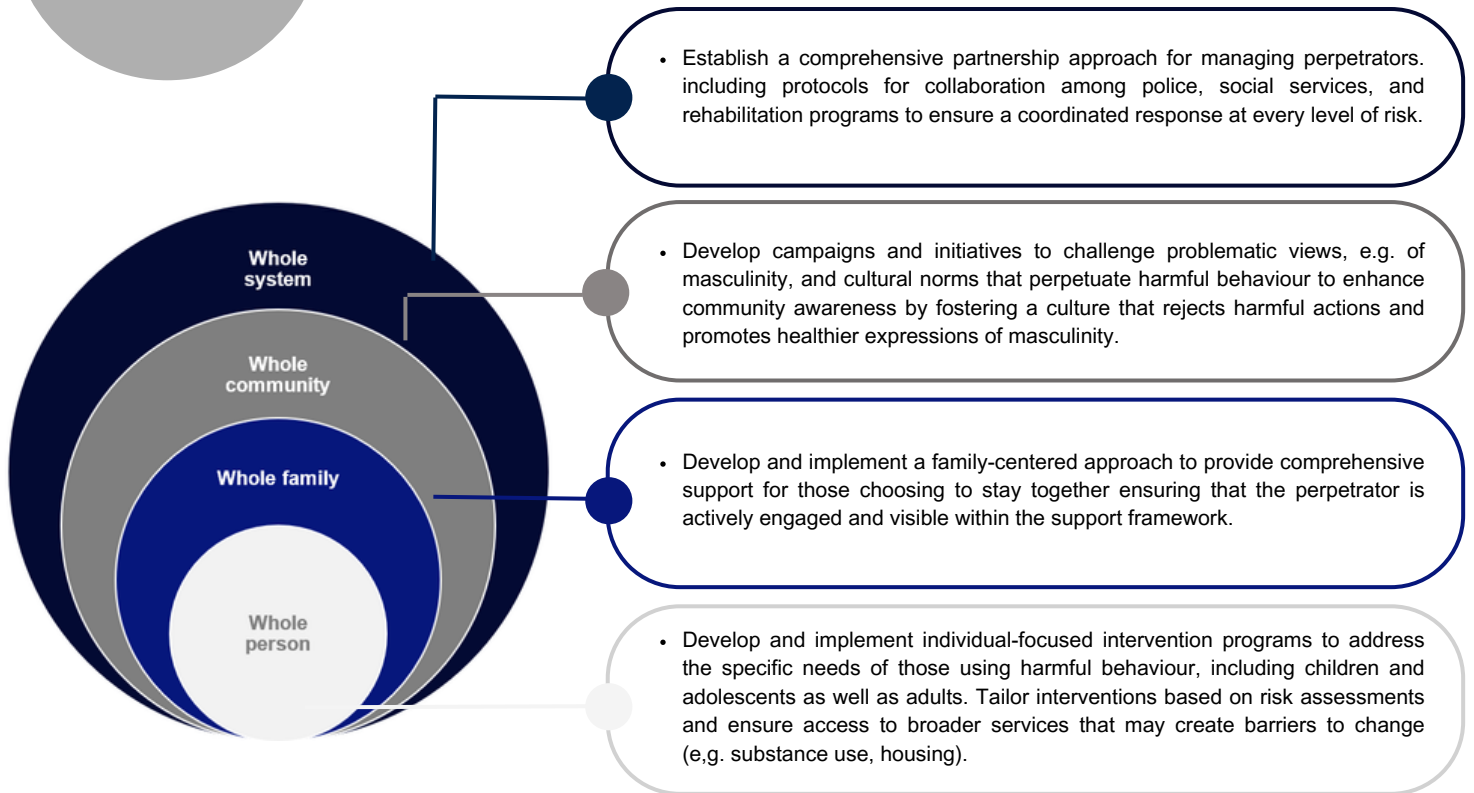 • Establish a comprehensive partnership approach for managing perpetrators.
including protocols for collaboration among police, social services, and
rehabilitation programs to ensure a coordinated response at every level of risk.
Whole
system
• Develop campaigns and initiatives to challenge problematic views, e.g. of
masculinity, and cultural norms that perpetuate harmful behaviour to enhance
community awareness by fostering a culture that rejects harmful actions and
promotes healthier expressions of masculinity.
Whole
community
Whole family
• Develop and implement a family-centered approach to provide comprehensive
support for those choosing to stay together ensuring that the perpetrator is
actively engaged and visible within the support framework.
Whole
person
• Develop and implement individual-focused intervention programs to address
the specific needs of those using harmful behaviour, including children and
adolescents as well as adults. Tailor interventions based on risk assessments
and ensure access to broader services that may create barriers to change
(e,g. substance use, housing).